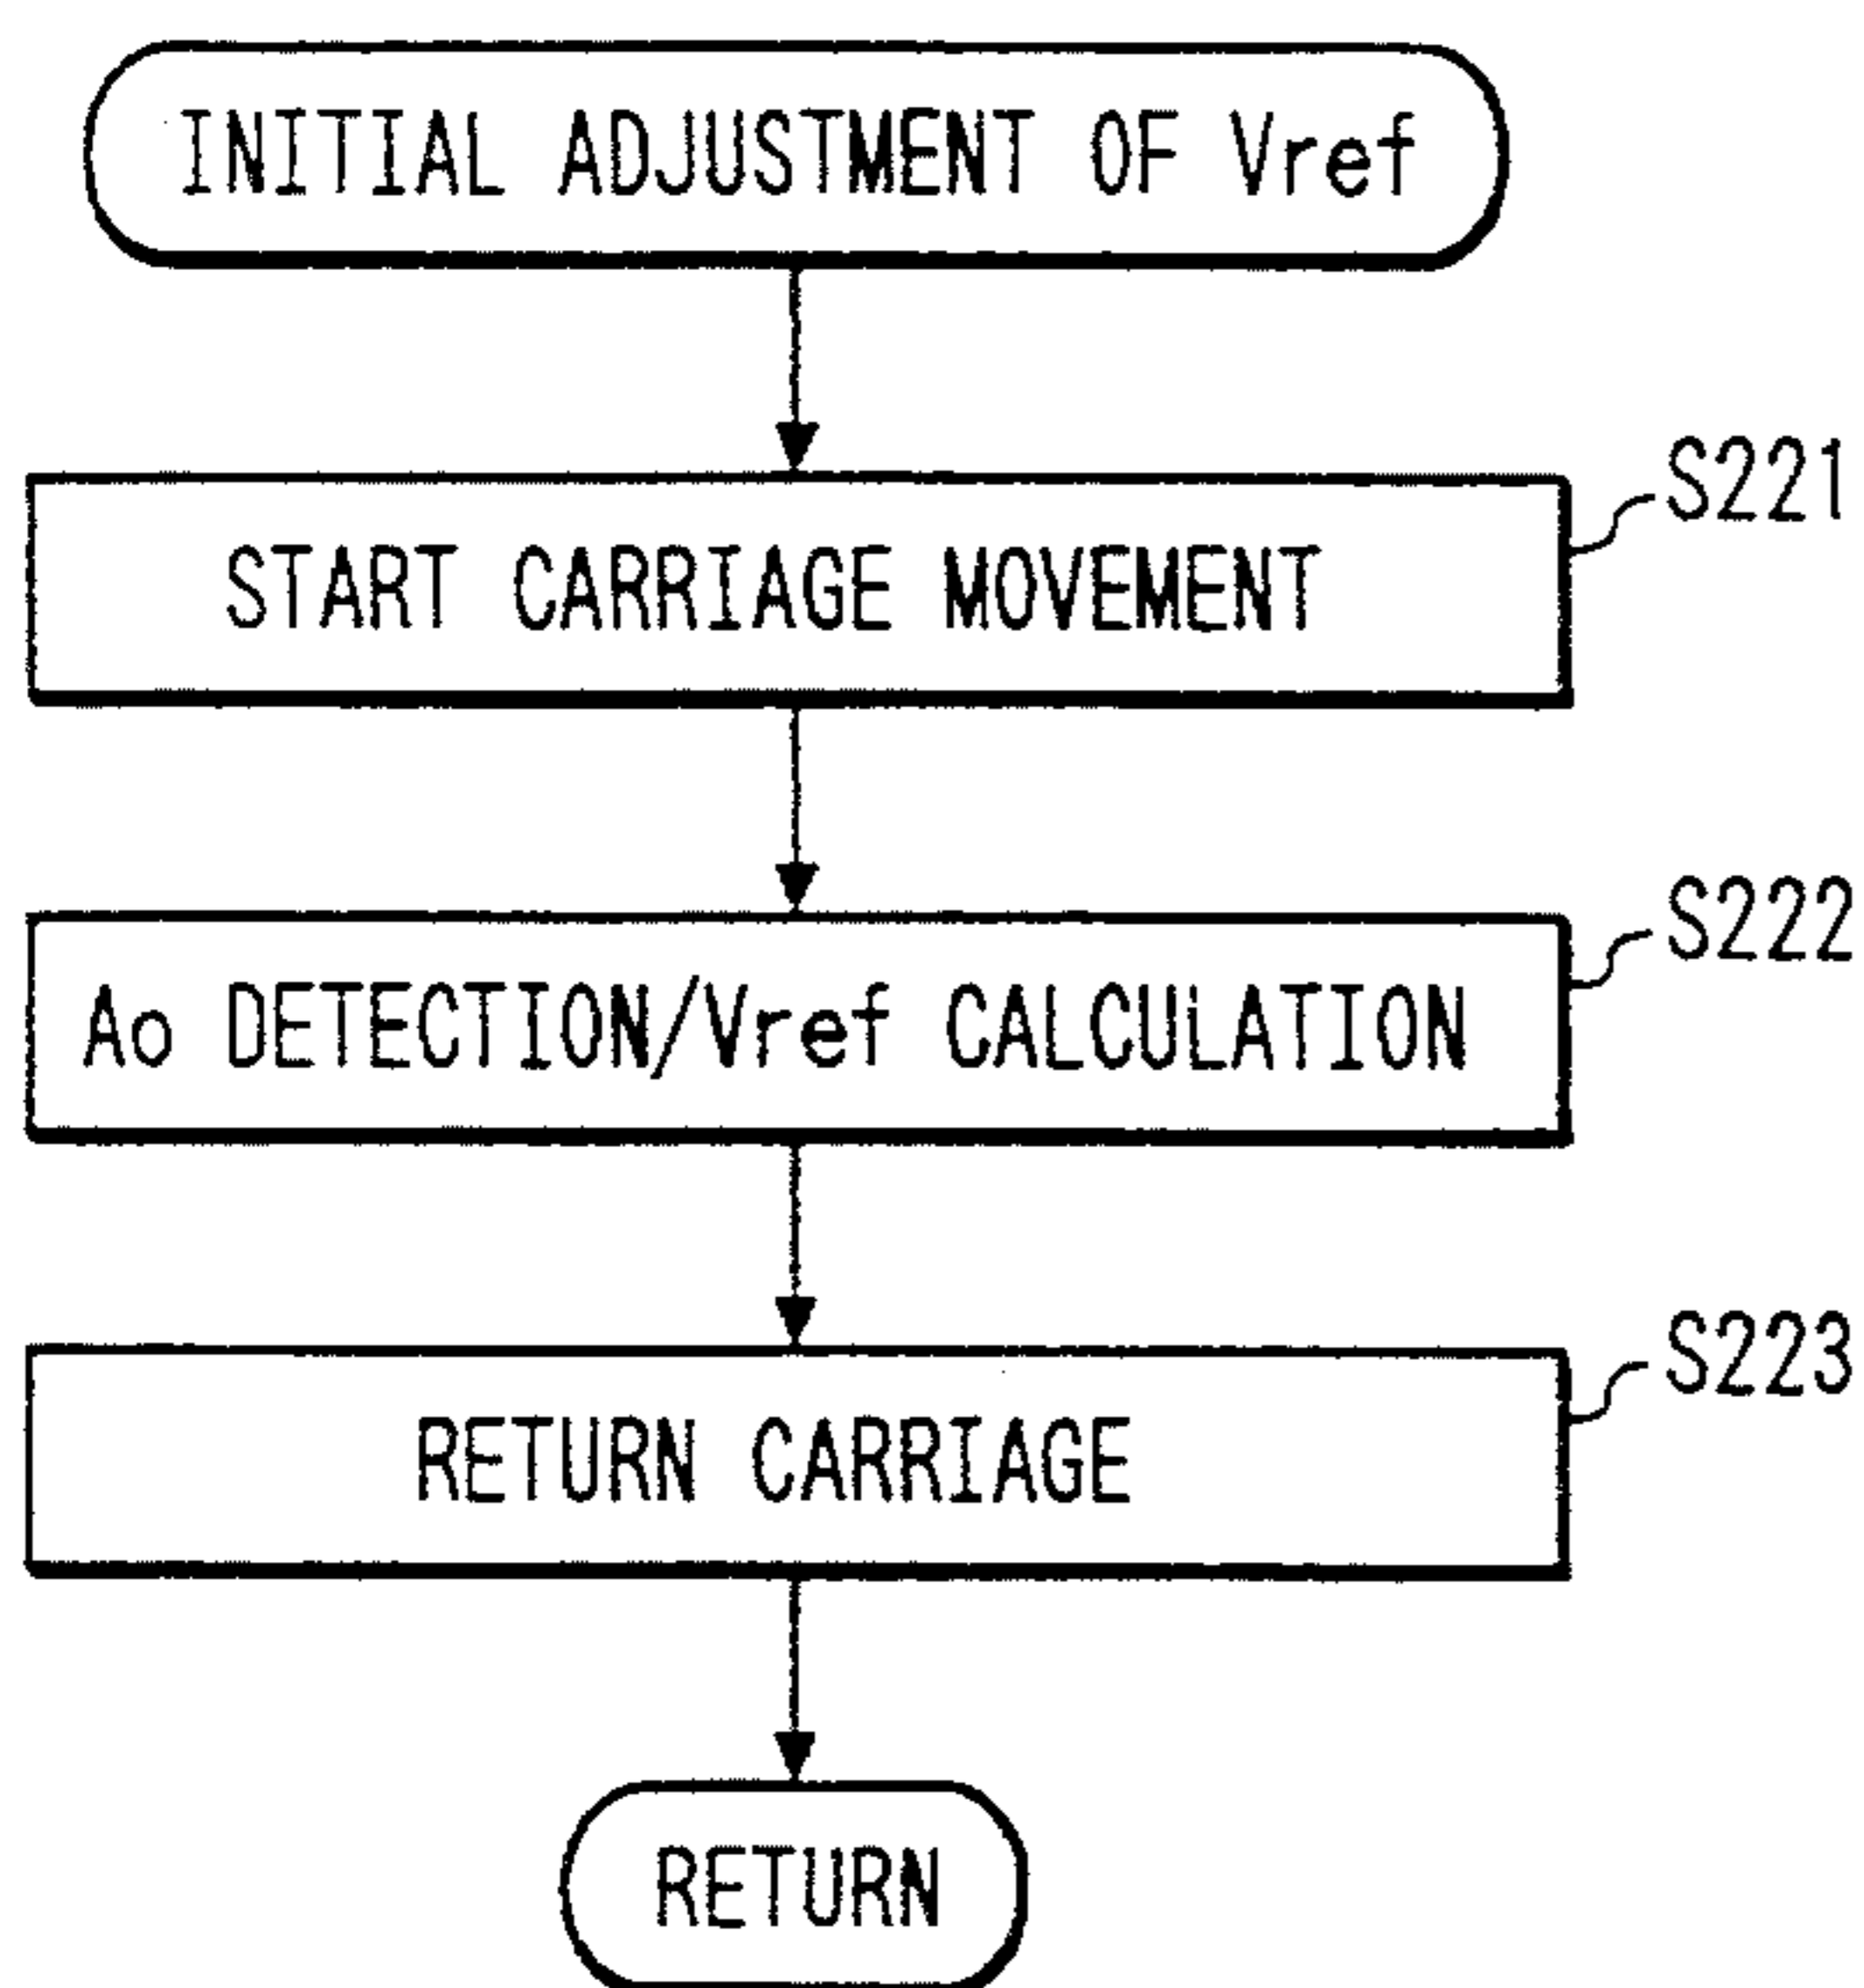 INITIAL ADJUSTMENT OF Vref
S221
START CARRIAGE MOVEMENT
S222
Ao DETECTION/Vref CALCULATION
S223
RETURN CARRIAGE
RETURN